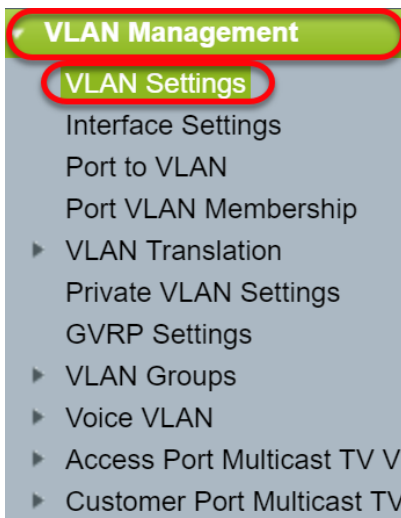 VLAN Management
VLAN Settings
Interface Settings
Port to VLAN
Port VLAN Membership
VLAN Translation
Private VLAN Settings
GVRP Settings
VLAN Groups
Voice VLAN
Access Port Multicast TV V
Customer Port Multicast TV